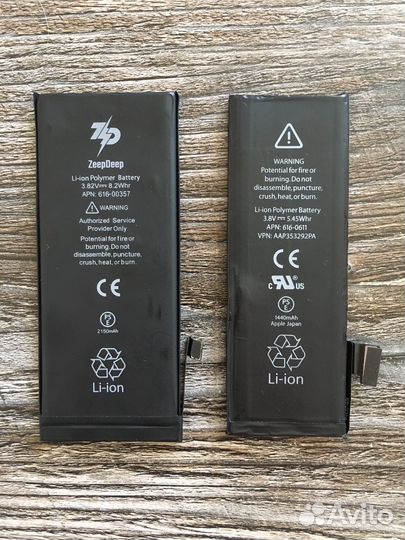 ZeepDeep
Li-ion Polymer Battery
3.82V⎓8.2Whr
APN: 616-00357
WARNING
Authorized Service
Provider Only
Potential for fire or
burning. Do not
disassemble, puncture,
crush, heat, or burn.
CE
PS
E
2150mAh
Li-ion
WARNING
Potential for fire or
burning. Do not
disassemble, puncture,
crush, heat, or burn.
Li-ion Polymer Battery
3.8V⎓5.45Whr
APN: 616-0611
VPN: AAP353292PA
c RU us
CE
PS
E
1440mAh
Apple Japan
Li-ion
Avito